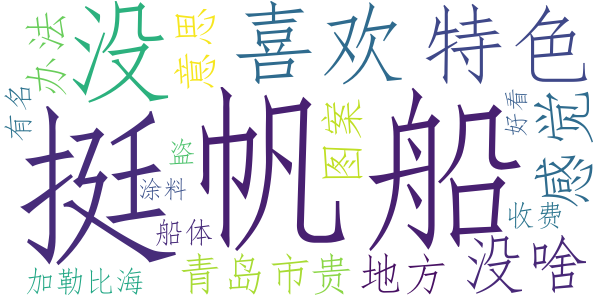 办法
没
意思
喜欢
特色
有名
挺
盗
涂料
船体
帆船
图案
好看
感觉
收费
加勒比海
青岛
市
贵
地方
没啥